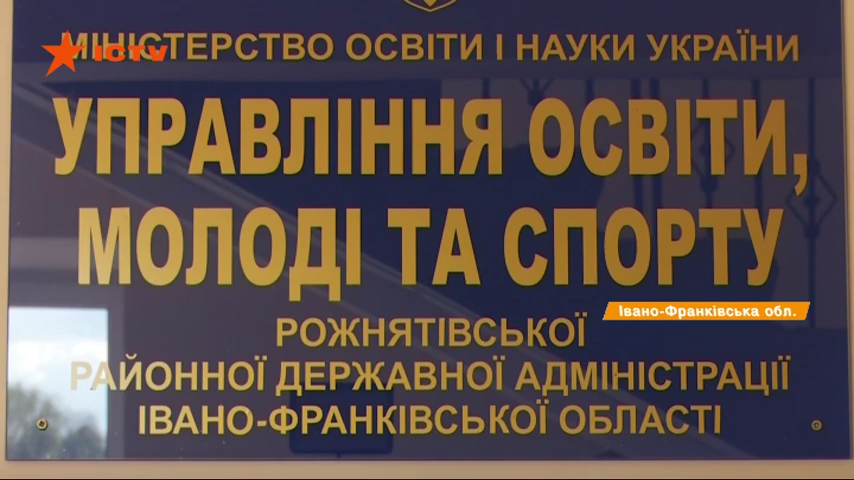 ICTV
МІНІСТЕРСТВО ОСВІТИ І НАУКИ УКРАЇНИ
УПРАВЛІННЯ ОСВІТИ,
МОЛОДІ ТА СПОРТУ
Івано-Франківська обл.
РОЖНЯТІВСЬКОЇ
РАЙОННОЇ ДЕРЖАВНОЇ АДМІНІСТРАЦІЇ
ІВАНО-ФРАНКІВСЬКОЇ ОБЛАСТІ